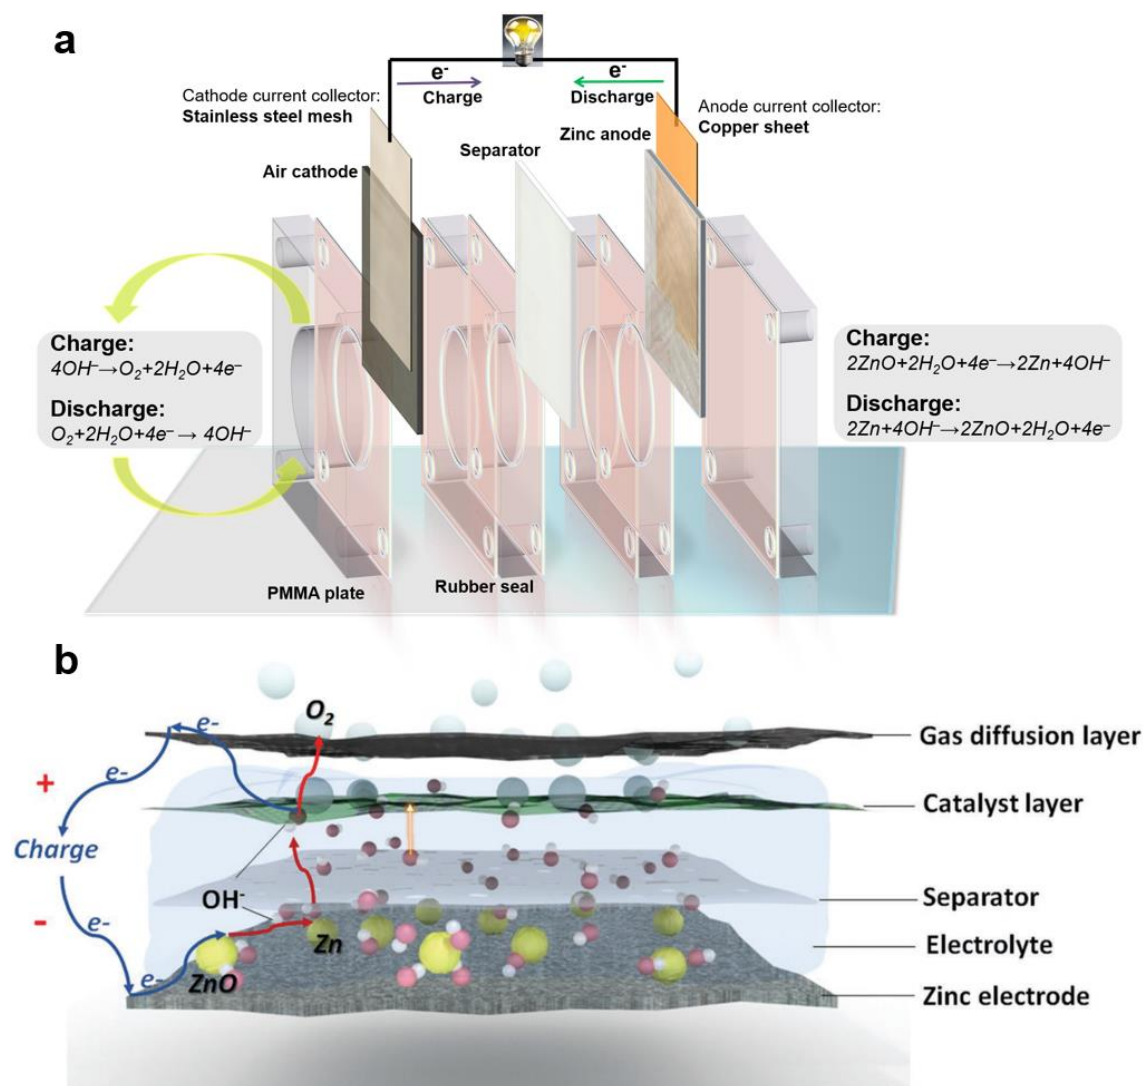 a
e-
Charge
e-
Discharge
Cathode current collector:
Stainless steel mesh
Anode current collector:
Copper sheet
Air cathode
Separator
Zinc anode
Charge:
4OH⁻→O₂+2H₂O+4e⁻
Discharge:
O₂+2H₂O+4e⁻→ 4OH⁻
Charge:
2ZnO+2H₂O+4e⁻→2Zn+4OH⁻
Discharge:
2Zn+4OH⁻→2ZnO+2H₂O+4e⁻
PMMA plate
Rubber seal
b
e-
O₂
Gas diffusion layer
e-
+
Catalyst layer
Charge
OH⁻
Separator
-
e-
Zn
Electrolyte
e-
ZnO
Zinc electrode